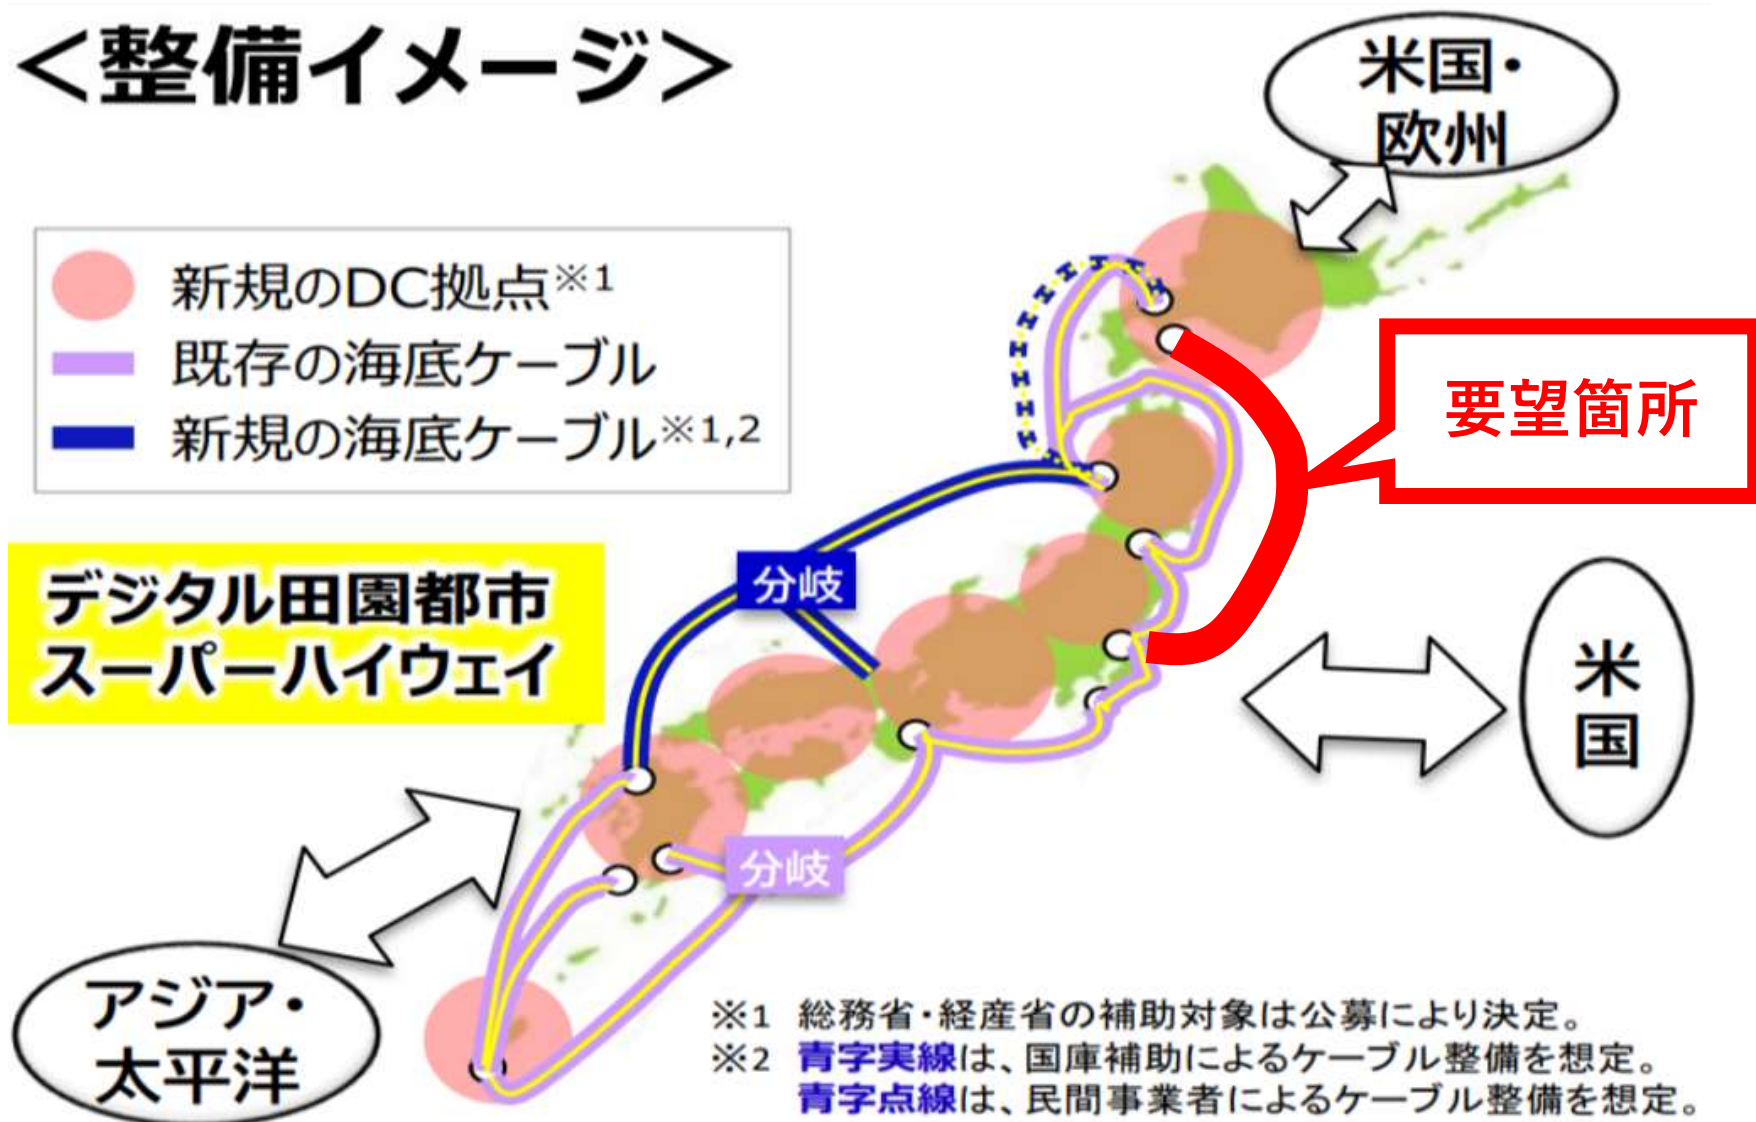 ＜整備イメージ＞
米国・
欧州
新規のDC拠点※1
既存の海底ケーブル
新規の海底ケーブル※1,2
要望箇所
デジタル田園都市
スーパーハイウェイ
分岐
米
国
分岐
アジア・
太平洋
※1 総務省・経産省の補助対象は公募により決定。
※2 青字実線は、国庫補助によるケーブル整備を想定。
青字点線は、民間事業者によるケーブル整備を想定。